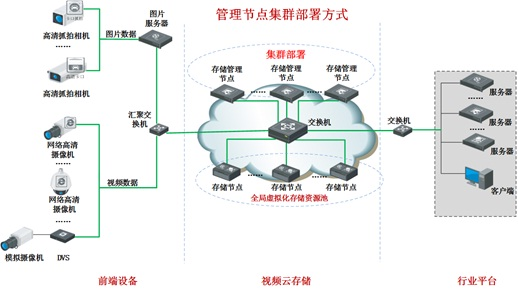 管理节点集群部署方式
高清抓拍相机
……
高清抓拍相机
图片数据
图片
服务器
汇聚交
换机
网络高清
摄像机
……
网络高清
摄像机
视频数据
模拟摄像机
DVS
集群部署
存储管理
节点
……
存储管理
节点
……
存储管理
节点
交换机
存储节点
……
存储节点
……
存储节点
全局虚拟化存储资源池
交换机
服务器
……
服务器
……
服务器
客户端
前端设备
视频云存储
行业平台